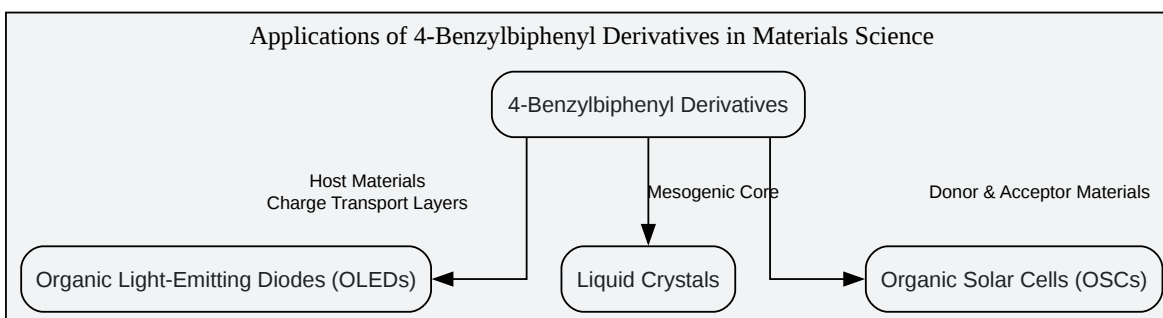 Applications of 4-Benzylbiphenyl Derivatives in Materials Science
4-Benzylbiphenyl Derivatives
Host Materials
Charge Transport Layers
Mesogenic Core
Donor & Acceptor Materials
Organic Light-Emitting Diodes (OLEDs)
Liquid Crystals
Organic Solar Cells (OSCs)